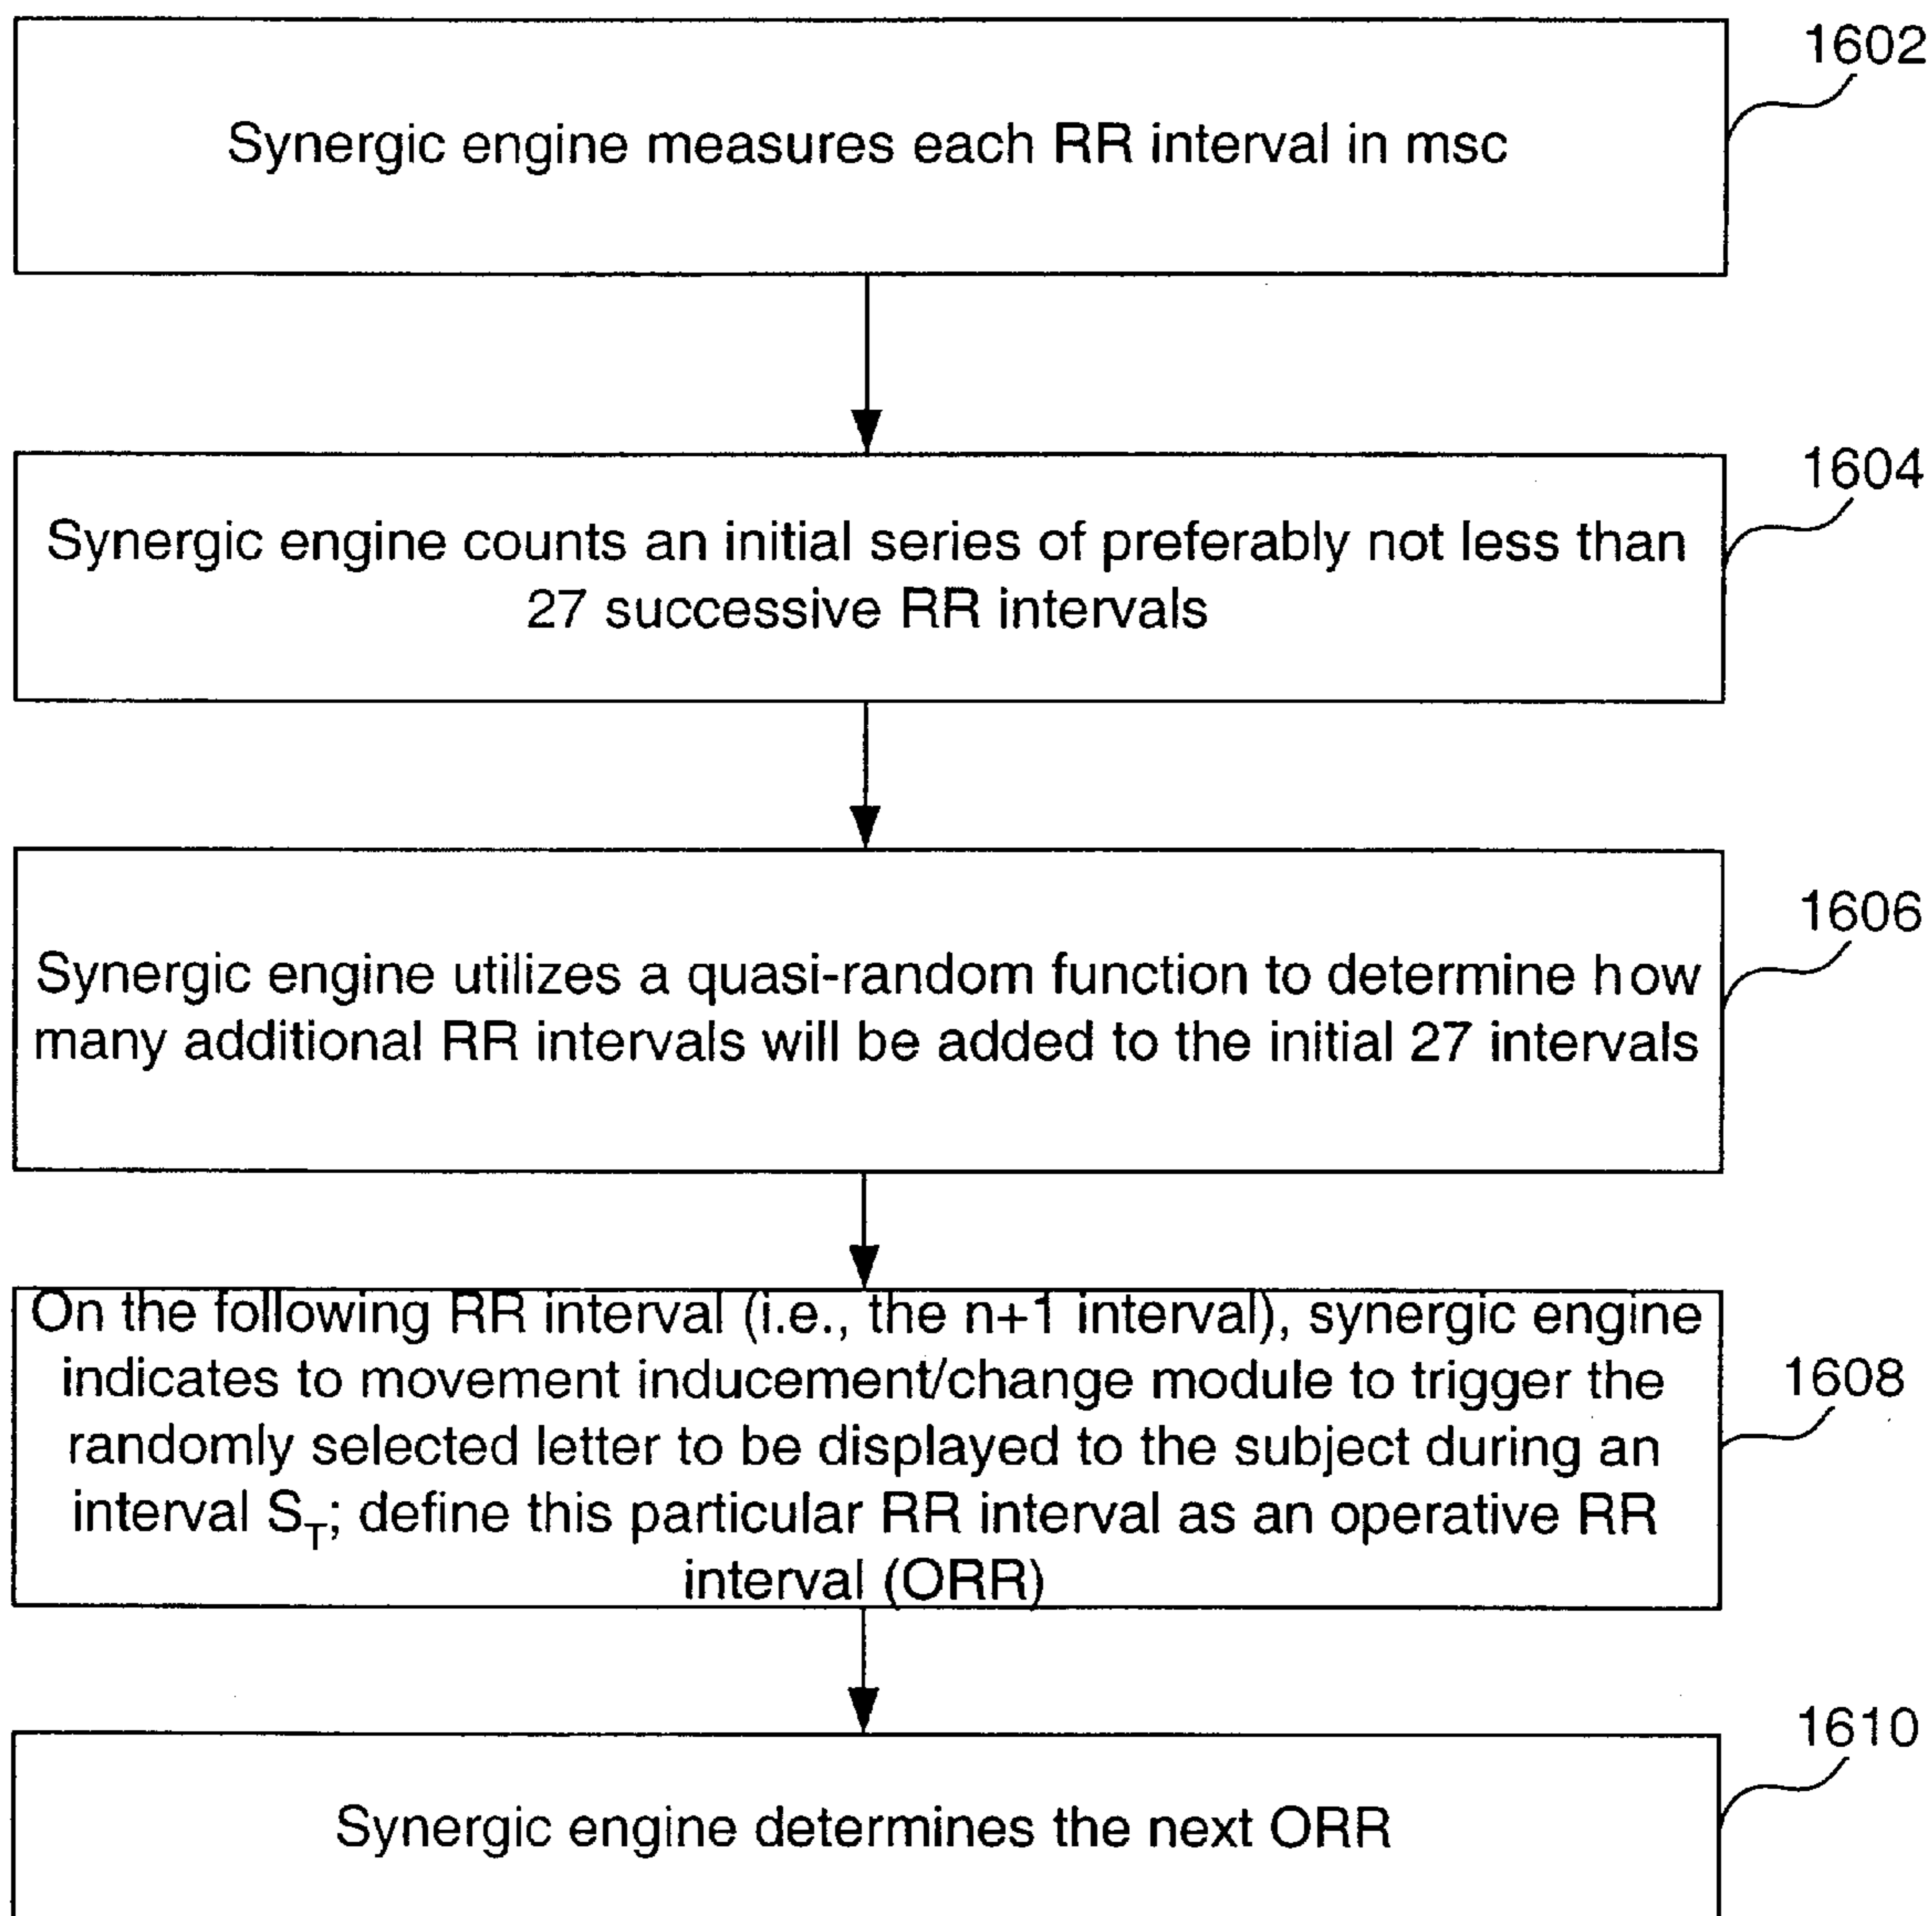 1602
Synergic engine measures each RR interval in msc
1604
Synergic engine counts an initial series of preferably not less than
27 successive RR intervals
1606
Synergic engine utilizes a quasi-random function to determine how
many additional RR intervals will be added to the initial 27 intervals
On the following RR interval (i.e., the n+1 interval), synergic engine
indicates to movement inducement/change module to trigger the
randomly selected letter to be displayed to the subject during an
interval S_T; define this particular RR interval as an operative RR
interval (ORR)
1608
1610
Synergic engine determines the next ORR